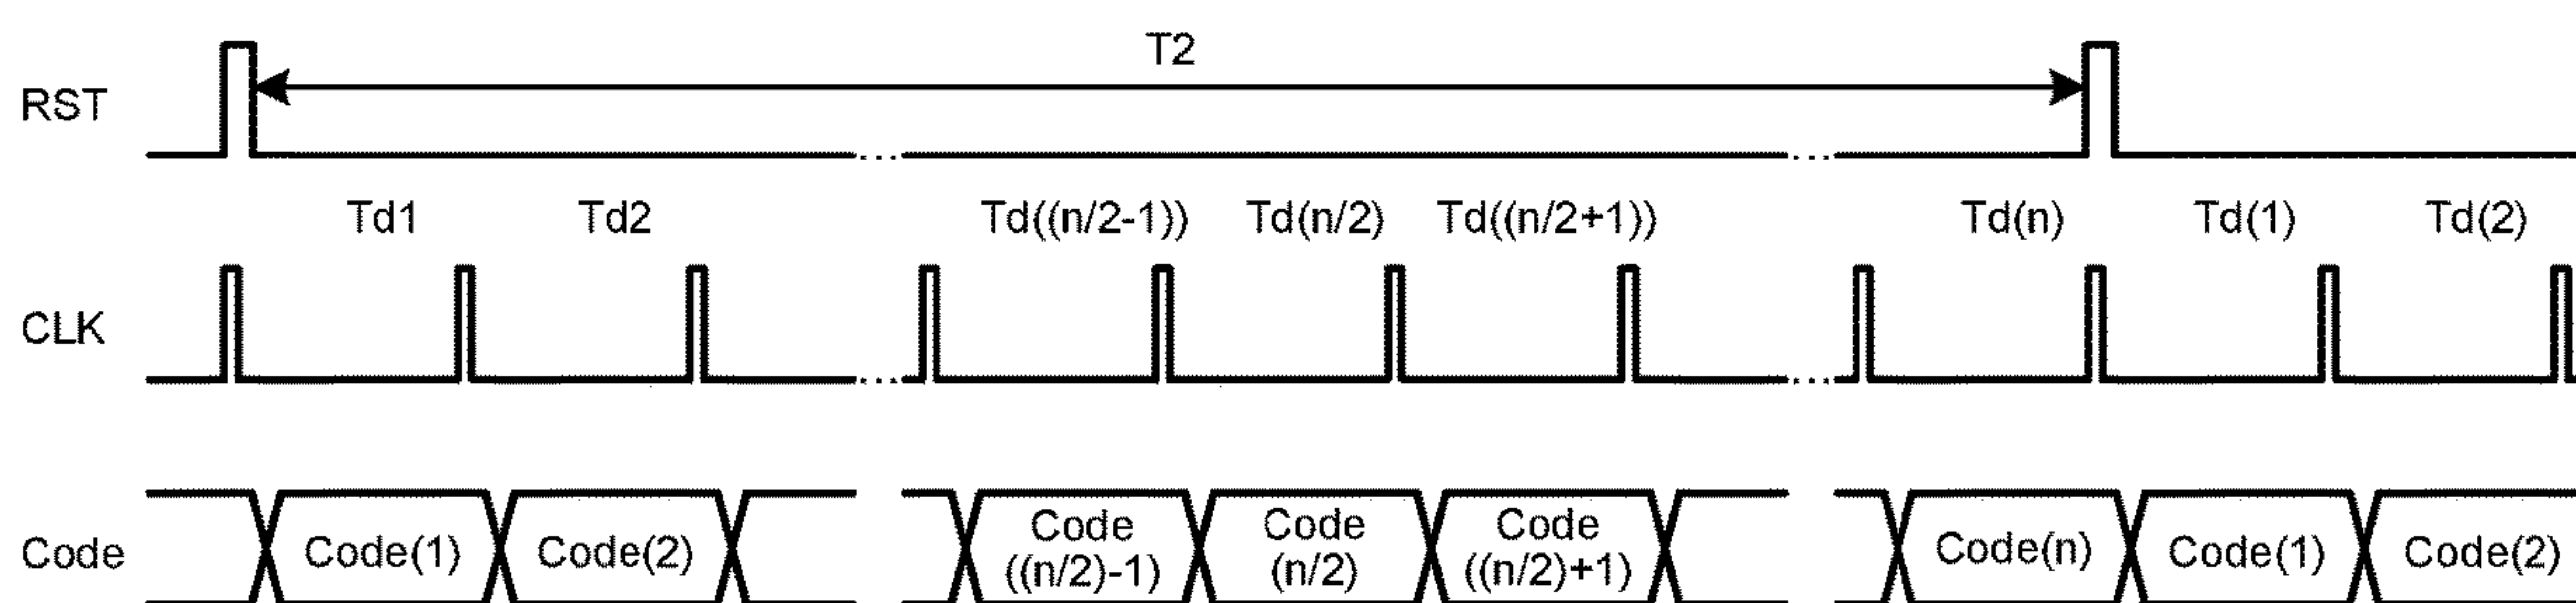 T2
RST
Td1 Td2 Td((n/2-1)) Td(n/2) Td((n/2+1)) Td(n) Td(1) Td(2)
CLK
Code Code(1) Code(2) Code ((n/2)-1) Code (n/2) Code ((n/2)+1) Code(n) Code(1) Code(2)